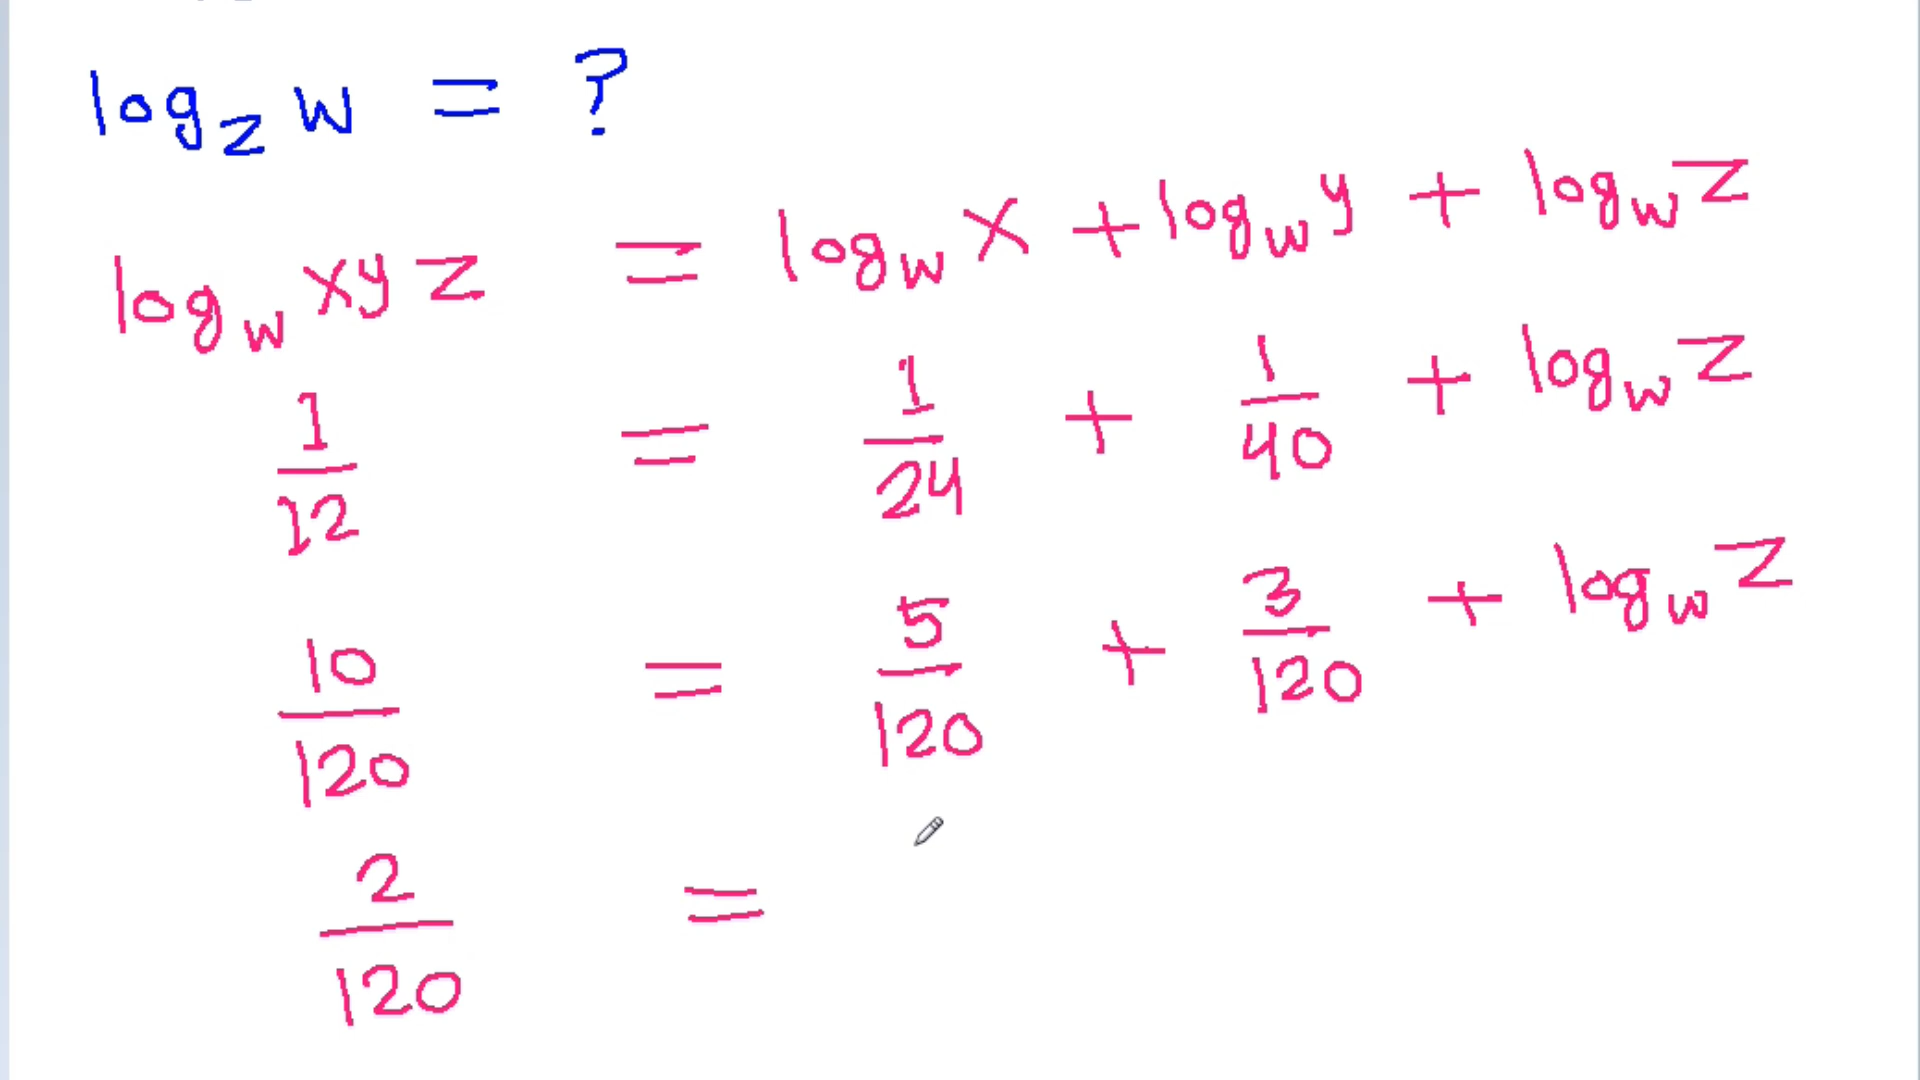 log_z w = ?
log_w xyz = log_w x + log_w y + log_w z
1/12 = 1/24 + 1/40 + log_w z
10/120 = 5/120 + 3/120 + log_w z
2/120 =